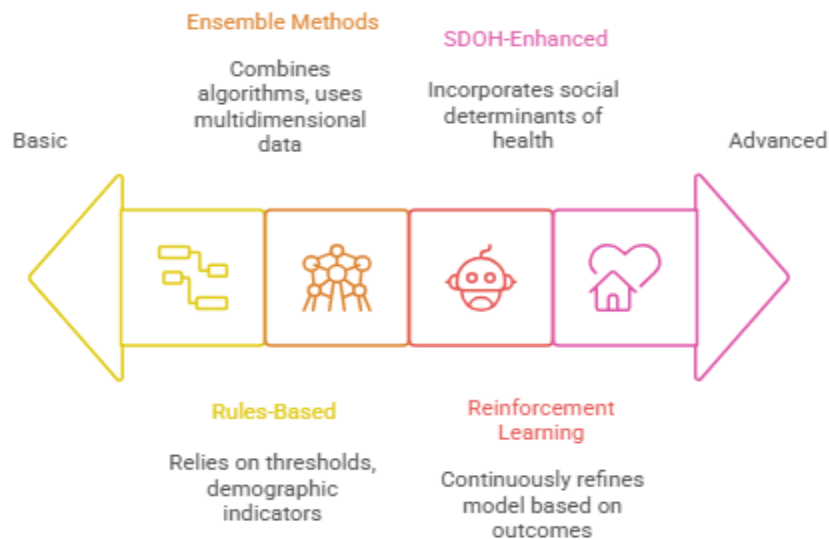 Ensemble Methods
Combines
algorithms, uses
multidimensional
data
SDOH-Enhanced
Incorporates social
determinants of
health
Basic
Advanced
Rules-Based
Relies on thresholds,
demographic
indicators
Reinforcement
Learning
Continuously refines
model based on
outcomes